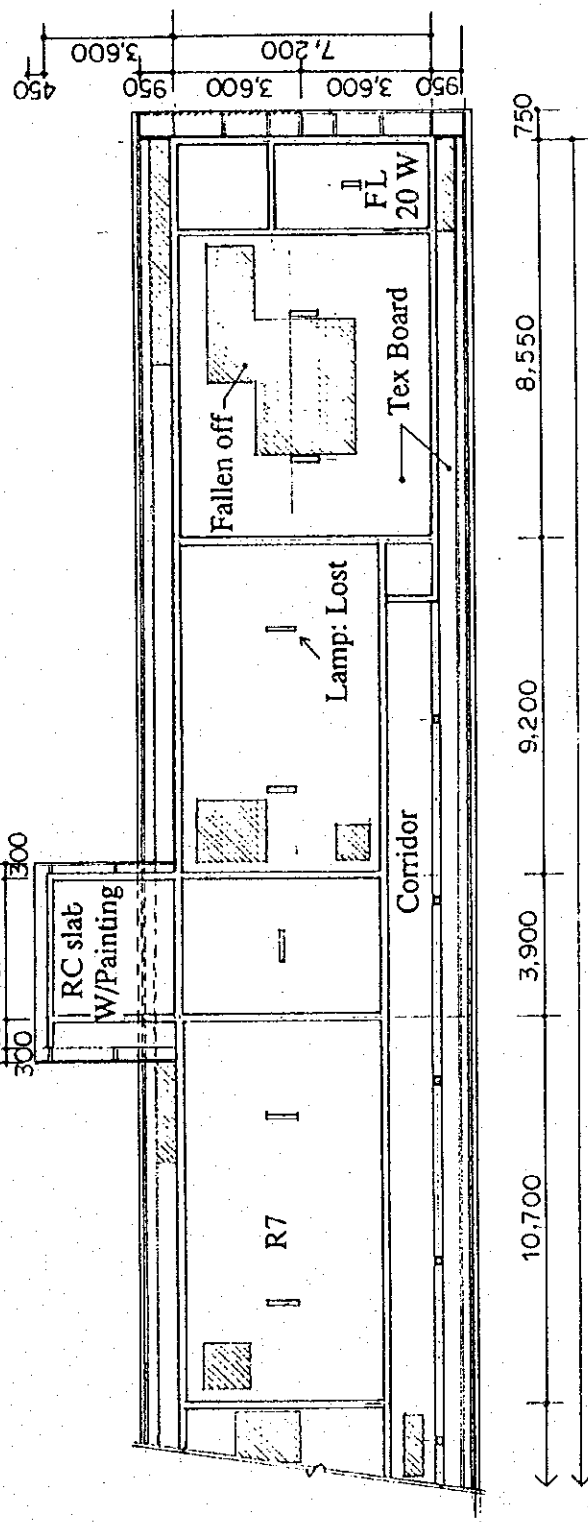 450
3,600
950
7,200
3,600
3,600
950
300
300
RC slab
W/Painting
Fallen off
FL
20 W
Tex Board
Lamp: Lost
R7
Corridor
10,700
3,900
9,200
8,550
750